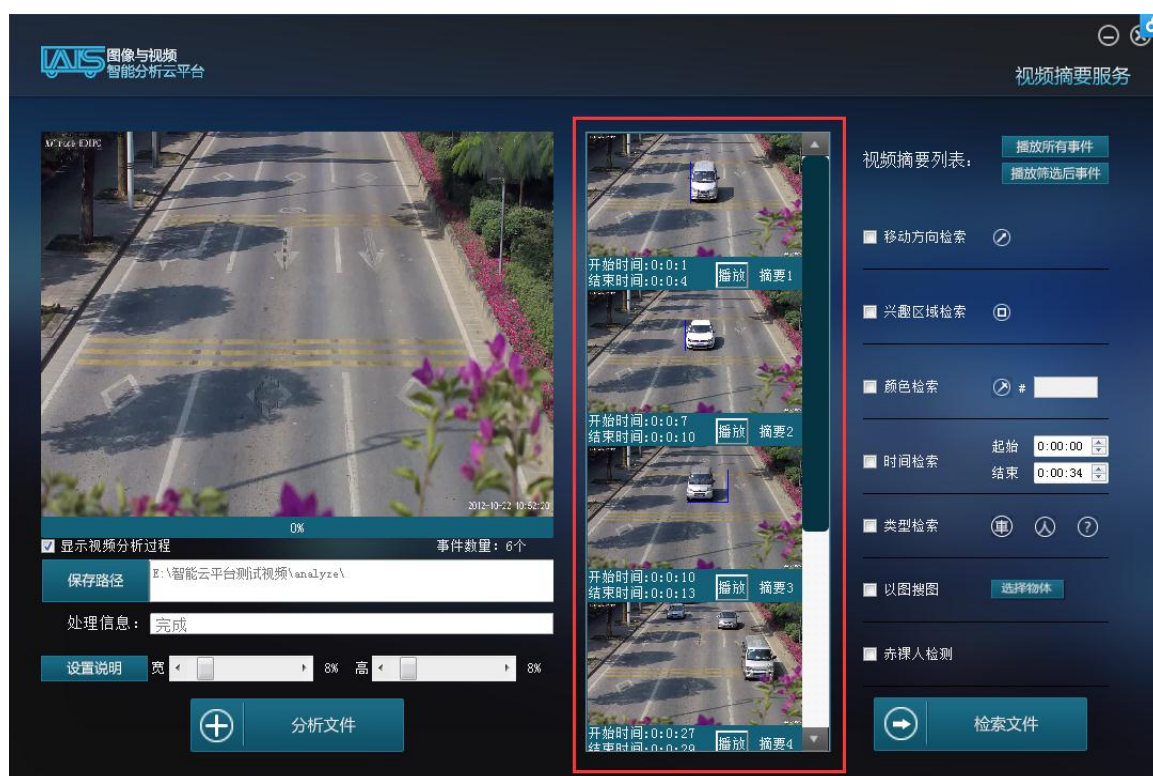 IAIS
图像与视频
智能分析云平台
视频摘要服务
2012-10-22 10:52:20
0%
显示视频分析过程
事件数量：6个
保存路径
E:\智能云平台测试视频\analyze\
处理信息：
完成
设置说明
宽
8%
高
8%
分析文件
开始时间:0:0:1
结束时间:0:0:4
播放
摘要1
开始时间:0:0:7
结束时间:0:0:10
播放
摘要2
开始时间:0:0:10
结束时间:0:0:13
播放
摘要3
开始时间:0:0:27
结束时间:0:0:29
播放
摘要4
视频摘要列表：
播放所有事件
播放筛选后事件
移动方向检索
兴趣区域检索
颜色检索
#
时间检索
起始
0:00:00
结束
0:00:34
类型检索
車
人
?
以图搜图
选择物体
赤裸人检测
检索文件